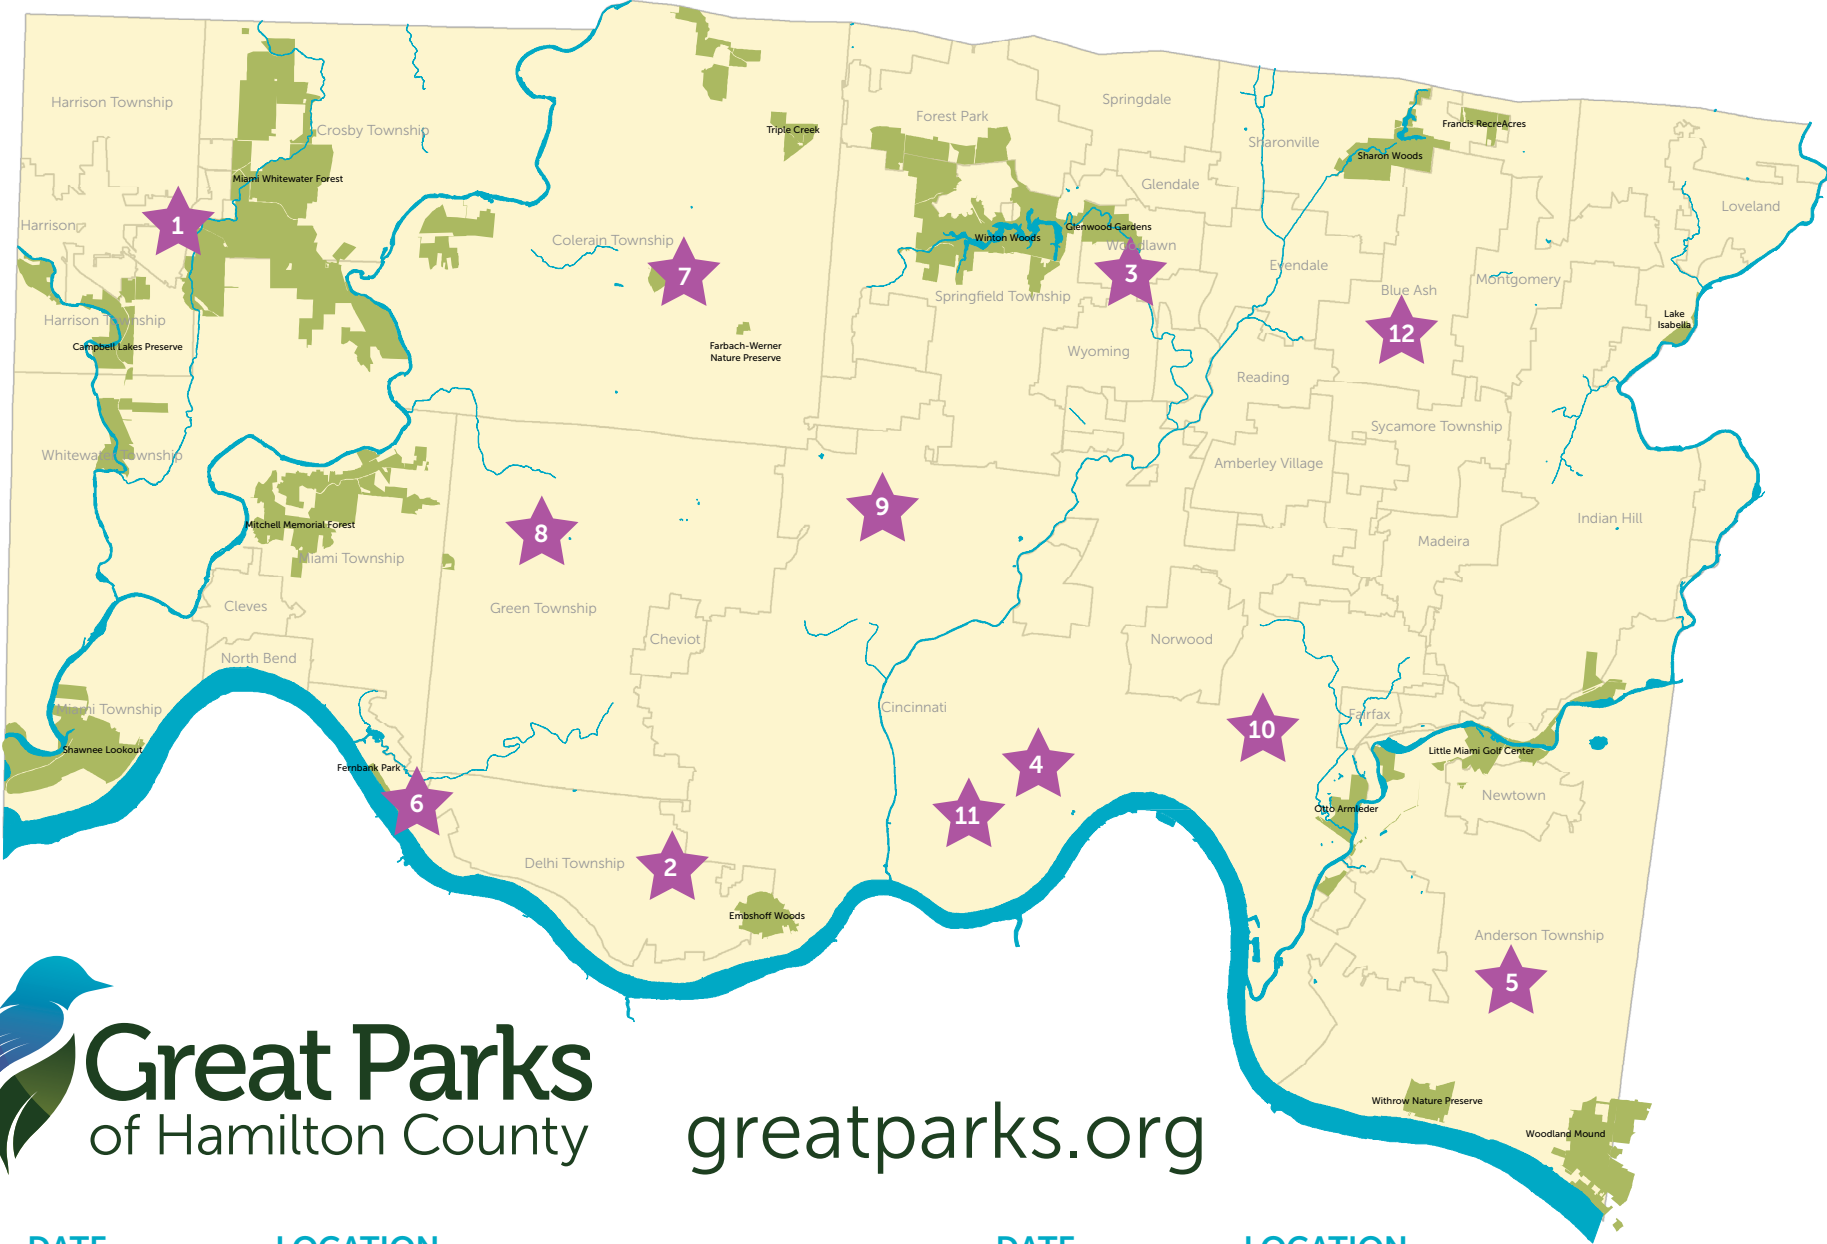 Harrison Township
Crosby Township
Miami Whitewater Forest
1
Harrison
Harrison Township
Campbell Lakes Preserve
Whitewater Township
Mitchell Memorial Forest
Miami Township
Cleves
North Bend
Miami Township
Shawnee Lookout
Triple Creek
Colerain Township
7
Farbach-Werner
Nature Preserve
8
Green Township
Cheviot
Fernbank Park
6
Delhi Township
2
Embshoff Woods
Forest Park
Springdale
Glendale
Glenwood Gardens
Winton Woods
Woodlawn
3
Springfield Township
Wyoming
9
Cincinnati
4
11
Sharonville
Francis RecreAcres
Sharon Woods
Loveland
Evendale
Montgomery
Blue Ash
12
Lake
Isabella
Reading
Sycamore Township
Amberley Village
Indian Hill
Madeira
Norwood
10
Fairfax
Little Miami Golf Center
Newtown
Otto Armleder
Anderson Township
5
Withrow Nature Preserve
Woodland Mound
Great Parks
of Hamilton County
greatparks.org
DATE LOCATION DATE LOCATION